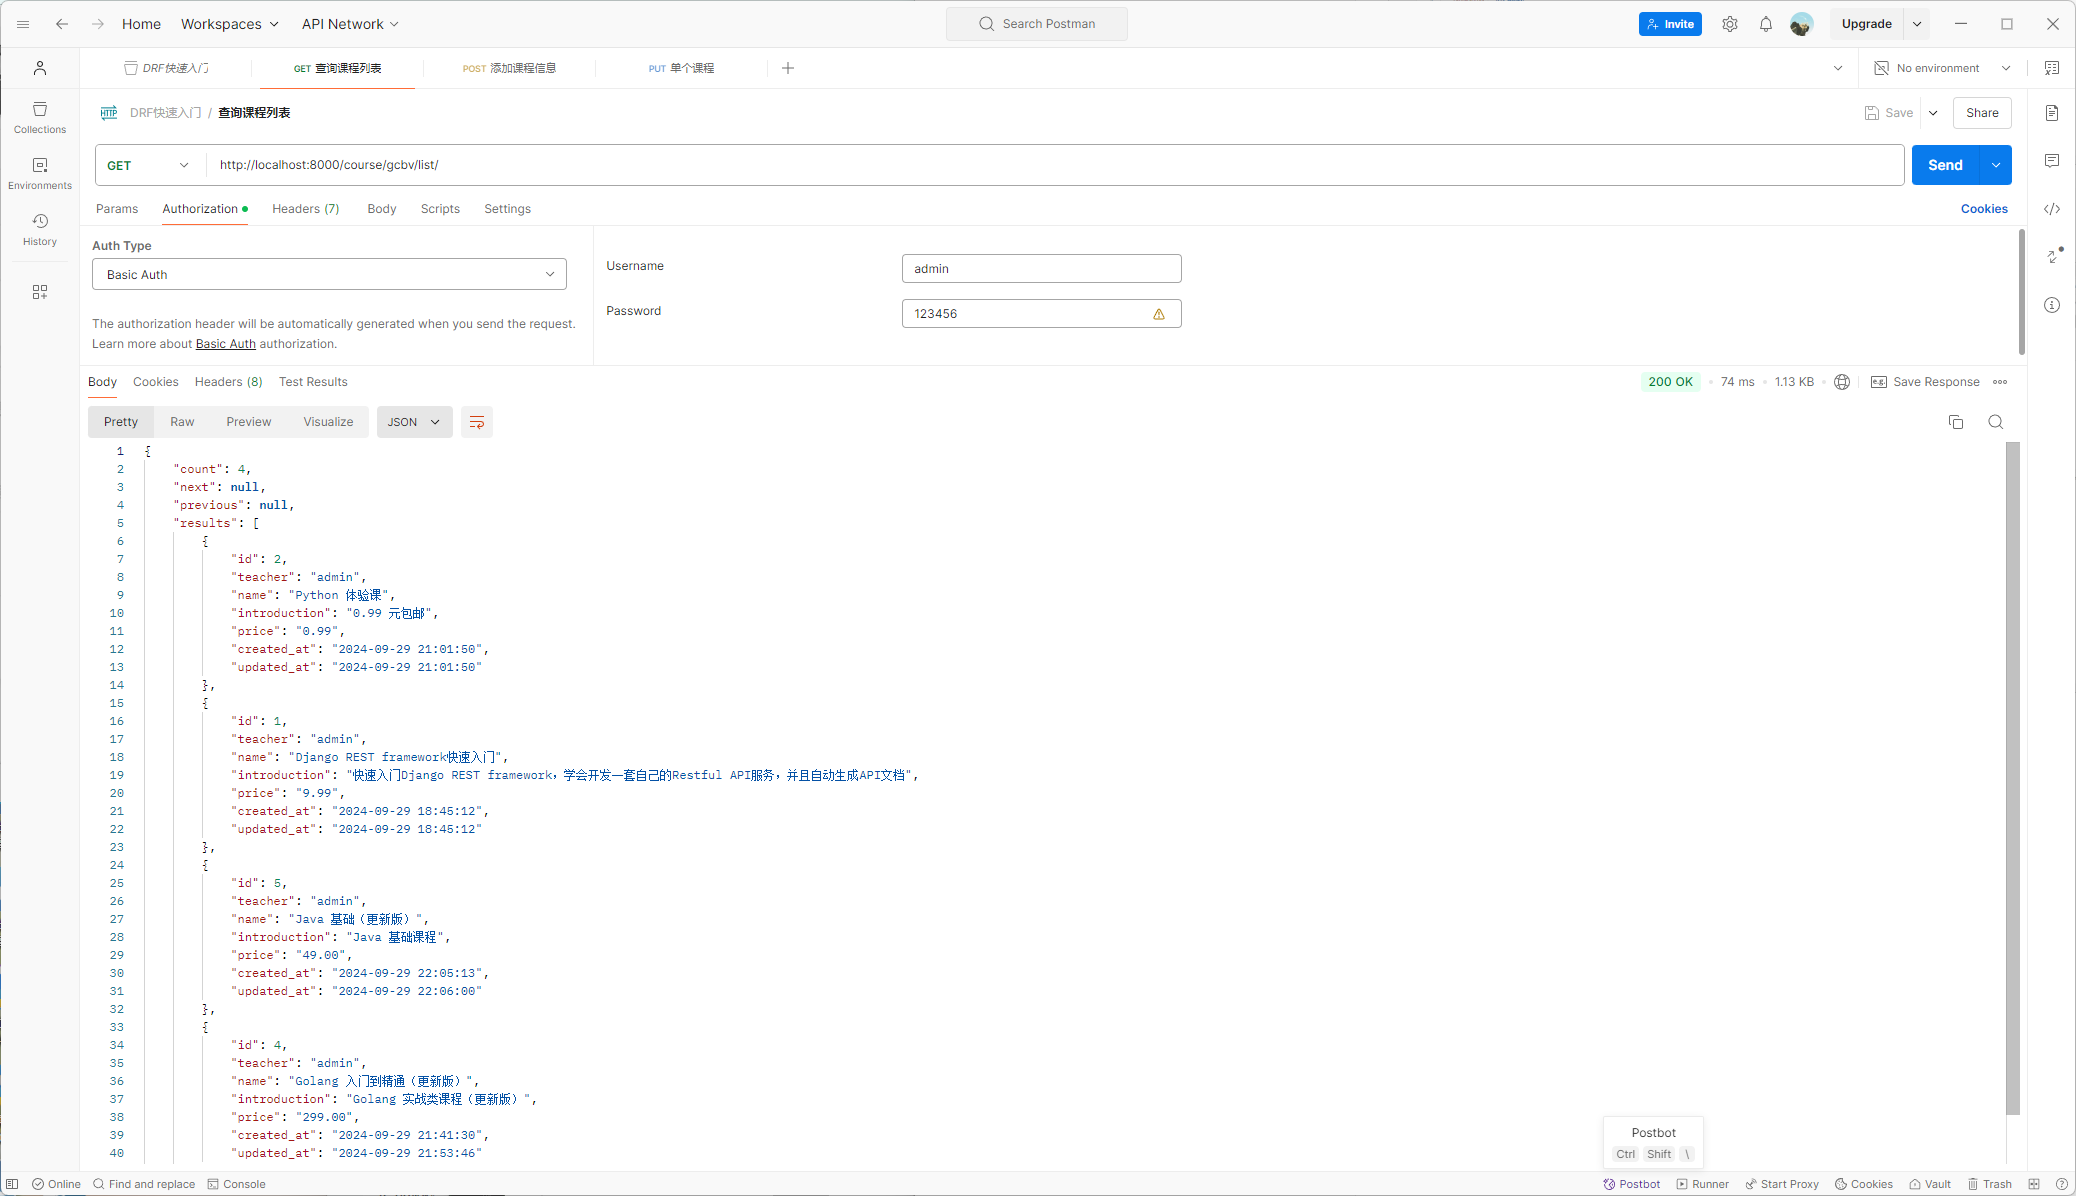 Home Workspaces API Network Search Postman Invite Upgrade
DRF快速入门 GET 查询课程列表 POST 添加课程信息 PUT 单个课程 No environment
HTTP DRF快速入门 / 查询课程列表 Save Share
Collections
Environments
History
GET http://localhost:8000/course/gcbv/list/ Send
Params Authorization Headers (7) Body Scripts Settings Cookies
Auth Type
Basic Auth
Username admin
Password 123456
The authorization header will be automatically generated when you send the request.
Learn more about Basic Auth authorization.
Body Cookies Headers (8) Test Results 200 OK 74 ms 1.13 KB e.g. Save Response
Pretty Raw Preview Visualize JSON
1 {
2 "count": 4,
3 "next": null,
4 "previous": null,
5 "results": [
6 {
7 "id": 2,
8 "teacher": "admin",
9 "name": "Python 体验课",
10 "introduction": "0.99 元包邮",
11 "price": "0.99",
12 "created_at": "2024-09-29 21:01:50",
13 "updated_at": "2024-09-29 21:01:50"
14 },
15 {
16 "id": 1,
17 "teacher": "admin",
18 "name": "Django REST framework快速入门",
19 "introduction": "快速入门Django REST framework，学会开发一套自己的Restful API服务，并且自动生成API文档",
20 "price": "9.99",
21 "created_at": "2024-09-29 18:45:12",
22 "updated_at": "2024-09-29 18:45:12"
23 },
24 {
25 "id": 5,
26 "teacher": "admin",
27 "name": "Java 基础（更新版）",
28 "introduction": "Java 基础课程",
29 "price": "49.00",
30 "created_at": "2024-09-29 22:05:13",
31 "updated_at": "2024-09-29 22:06:00"
32 },
33 {
34 "id": 4,
35 "teacher": "admin",
36 "name": "Golang 入门到精通（更新版）",
37 "introduction": "Golang 实战类课程（更新版）",
38 "price": "299.00",
39 "created_at": "2024-09-29 21:41:30",
40 "updated_at": "2024-09-29 21:53:46"
Postbot
Ctrl Shift \
Online Find and replace Console Postbot Runner Start Proxy Cookies Vault Trash